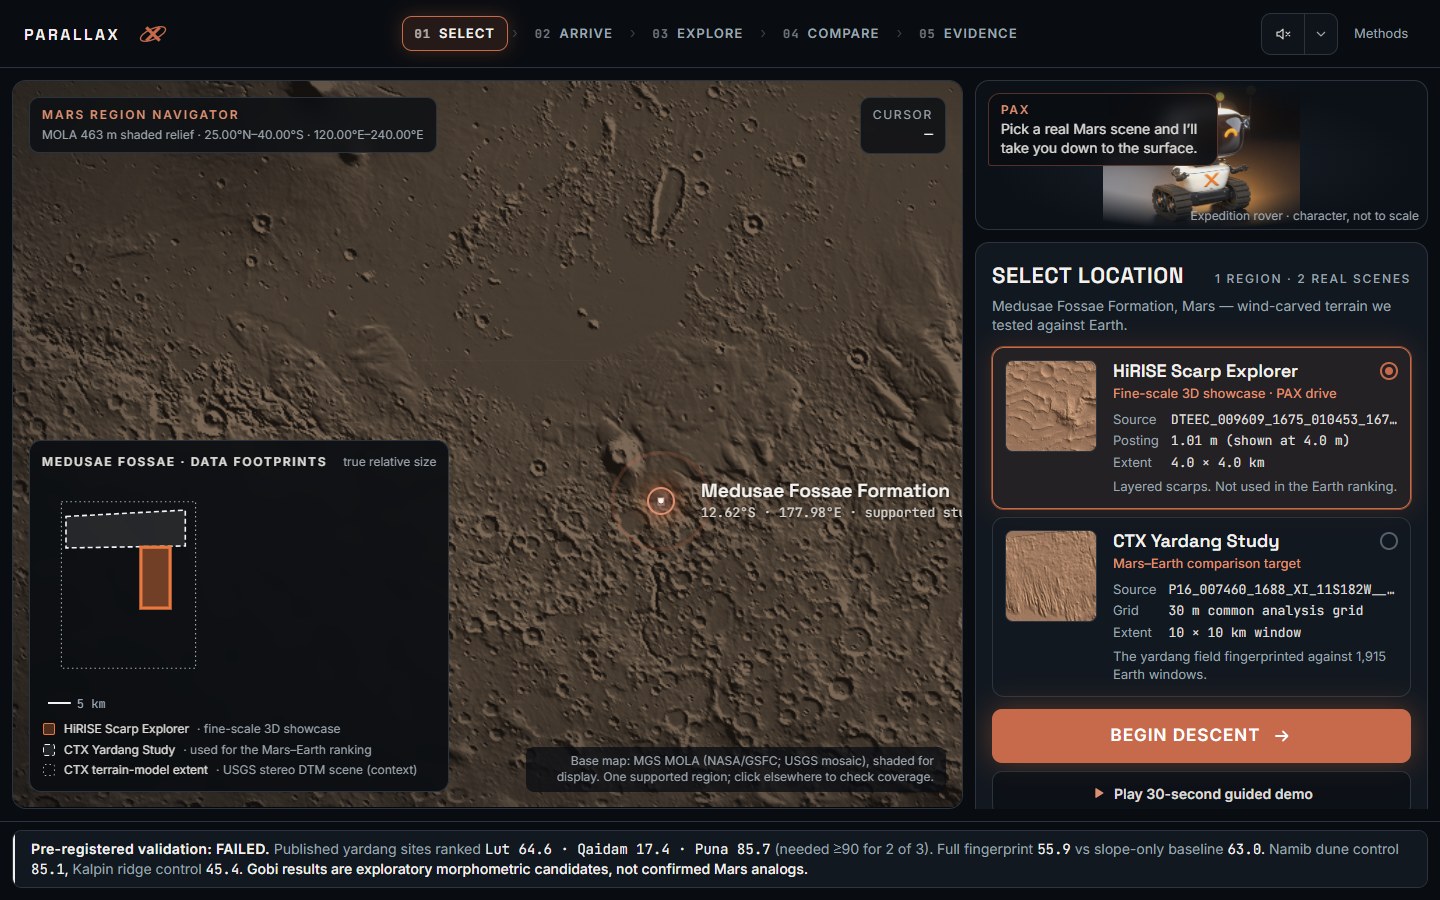 PARALLAX
01 SELECT › 02 ARRIVE › 03 EXPLORE › 04 COMPARE › 05 EVIDENCE
Methods
MARS REGION NAVIGATOR
MOLA 463 m shaded relief · 25.00°N–40.00°S · 120.00°E–240.00°E
CURSOR
—
Medusae Fossae Formation
12.62°S · 177.98°E · supported stu
MEDUSAE FOSSAE · DATA FOOTPRINTS true relative size
5 km
HiRISE Scarp Explorer · fine-scale 3D showcase
CTX Yardang Study · used for the Mars–Earth ranking
CTX terrain-model extent · USGS stereo DTM scene (context)
Base map: MGS MOLA (NASA/GSFC; USGS mosaic), shaded for
display. One supported region; click elsewhere to check coverage.
PAX
Pick a real Mars scene and I'll
take you down to the surface.
Expedition rover · character, not to scale
SELECT LOCATION 1 REGION · 2 REAL SCENES
Medusae Fossae Formation, Mars — wind-carved terrain we
tested against Earth.
HiRISE Scarp Explorer
Fine-scale 3D showcase · PAX drive
Source DTEEC_009609_1675_010453_167…
Posting 1.01 m (shown at 4.0 m)
Extent 4.0 × 4.0 km
Layered scarps. Not used in the Earth ranking.
CTX Yardang Study
Mars–Earth comparison target
Source P16_007460_1688_XI_11S182W__…
Grid 30 m common analysis grid
Extent 10 × 10 km window
The yardang field fingerprinted against 1,915
Earth windows.
BEGIN DESCENT →
Play 30-second guided demo
Pre-registered validation: FAILED. Published yardang sites ranked Lut 64.6 · Qaidam 17.4 · Puna 85.7 (needed ≥90 for 2 of 3). Full fingerprint 55.9 vs slope-only baseline 63.0. Namib dune control
85.1, Kalpin ridge control 45.4. Gobi results are exploratory morphometric candidates, not confirmed Mars analogs.